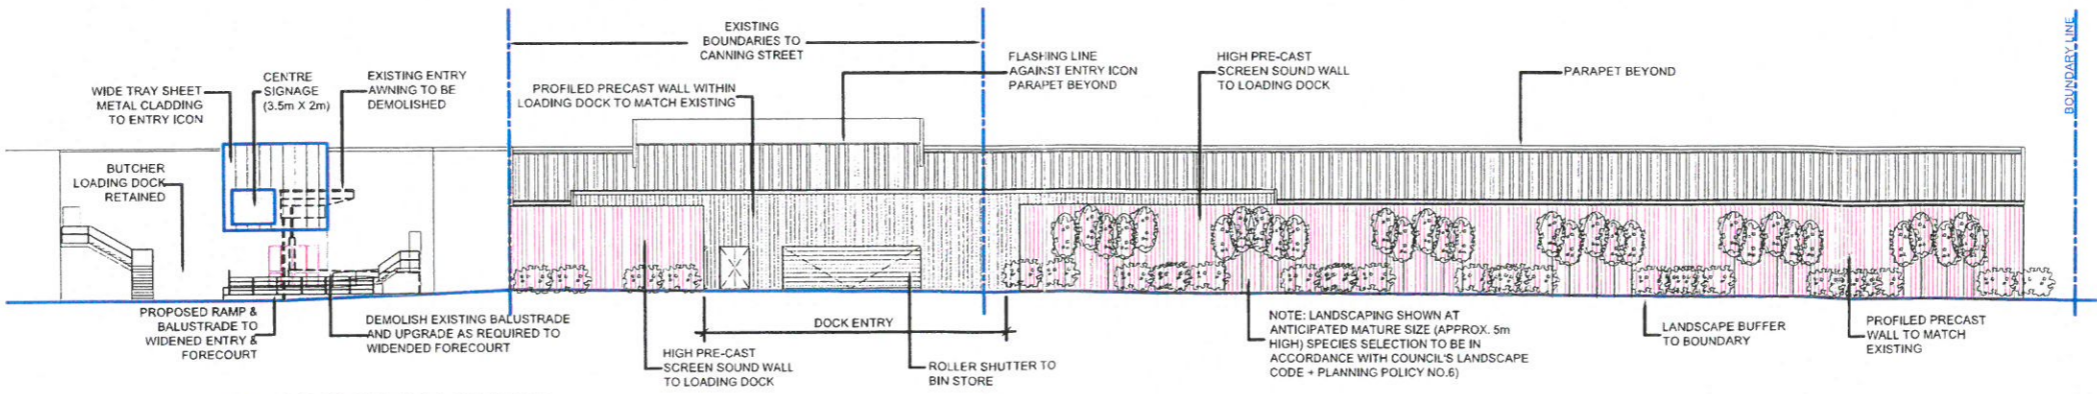 EXISTING
BOUNDARIES TO
CANNING STREET
WIDE TRAY SHEET
METAL CLADDING
TO ENTRY ICON
CENTRE
SIGNAGE
(3.5m X 2m)
EXISTING ENTRY
AWNING TO BE
DEMOLISHED
PROFILED PRECAST WALL WITHIN
LOADING DOCK TO MATCH EXISTING
FLASHING LINE
AGAINST ENTRY ICON
PARAPET BEYOND
HIGH PRE-CAST
SCREEN SOUND WALL
TO LOADING DOCK
PARAPET BEYOND
BOUNDARY LINE
BUTCHER
LOADING DOCK
RETAINED
PROPOSED RAMP &
BALUSTRADE TO
WIDENED ENTRY &
FORECOURT
DEMOLISH EXISTING BALUSTRADE
AND UPGRADE AS REQUIRED TO
WIDENDED FORECOURT
DOCK ENTRY
HIGH PRE-CAST
SCREEN SOUND WALL
TO LOADING DOCK
ROLLER SHUTTER TO
BIN STORE
NOTE: LANDSCAPING SHOWN AT
ANTICIPATED MATURE SIZE (APPROX. 5m
HIGH) SPECIES SELECTION TO BE IN
ACCORDANCE WITH COUNCIL'S LANDSCAPE
CODE + PLANNING POLICY NO.6)
LANDSCAPE BUFFER
TO BOUNDARY
PROFILED PRECAST
WALL TO MATCH
EXISTING